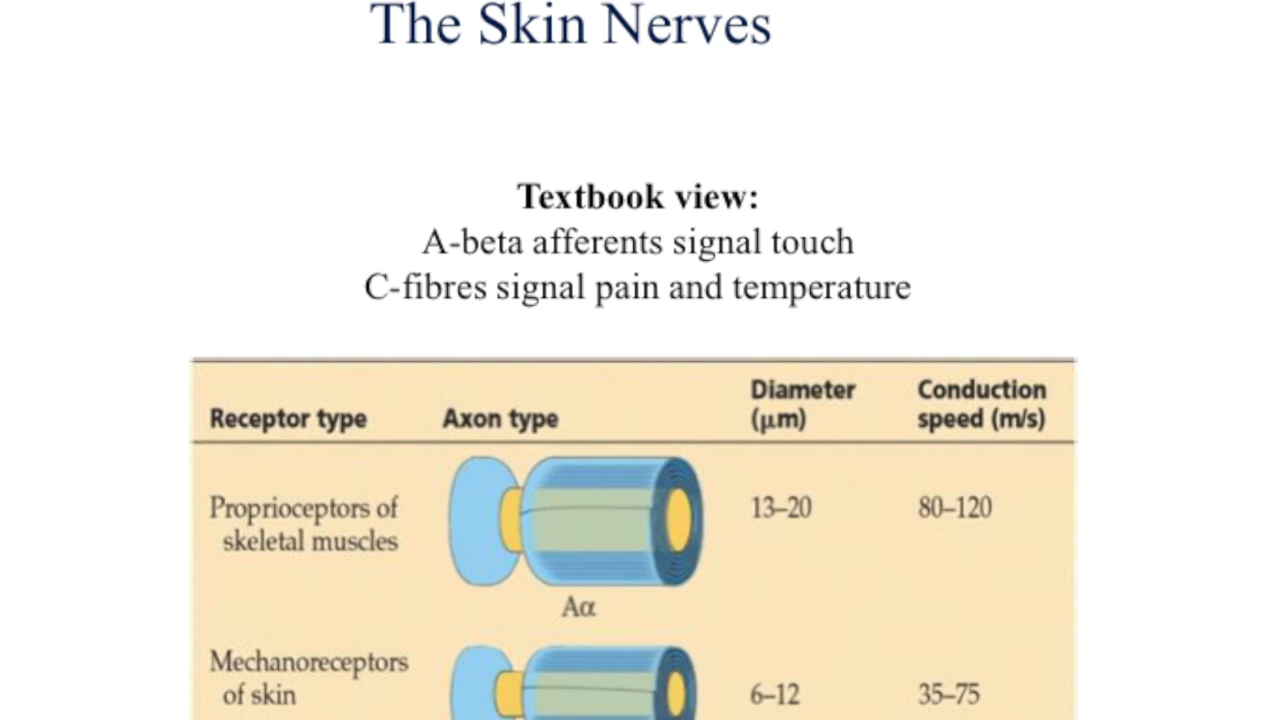 The Skin Nerves
Textbook view:
A-beta afferents signal touch
C-fibres signal pain and temperature
Receptor type Axon type Diameter (μm) Conduction speed (m/s)
Proprioceptors of
skeletal muscles
Aα
13–20 80–120
Mechanoreceptors
of skin
6–12 35–75